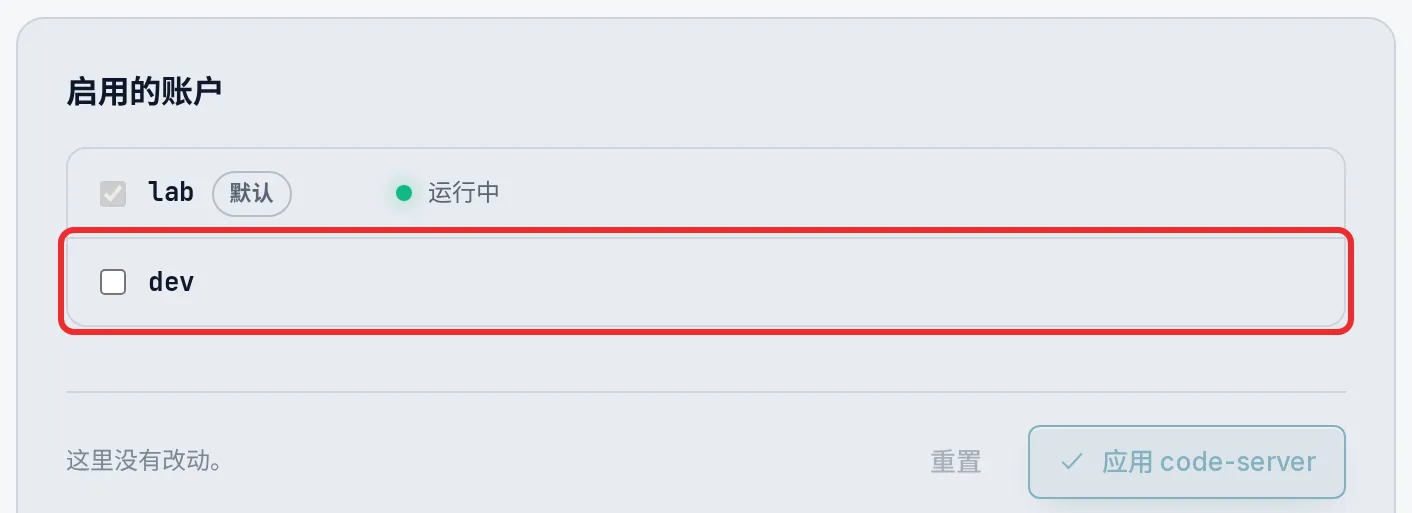 启用的账户
lab 默认 运行中
dev
这里没有改动。 重置 应用 code-server